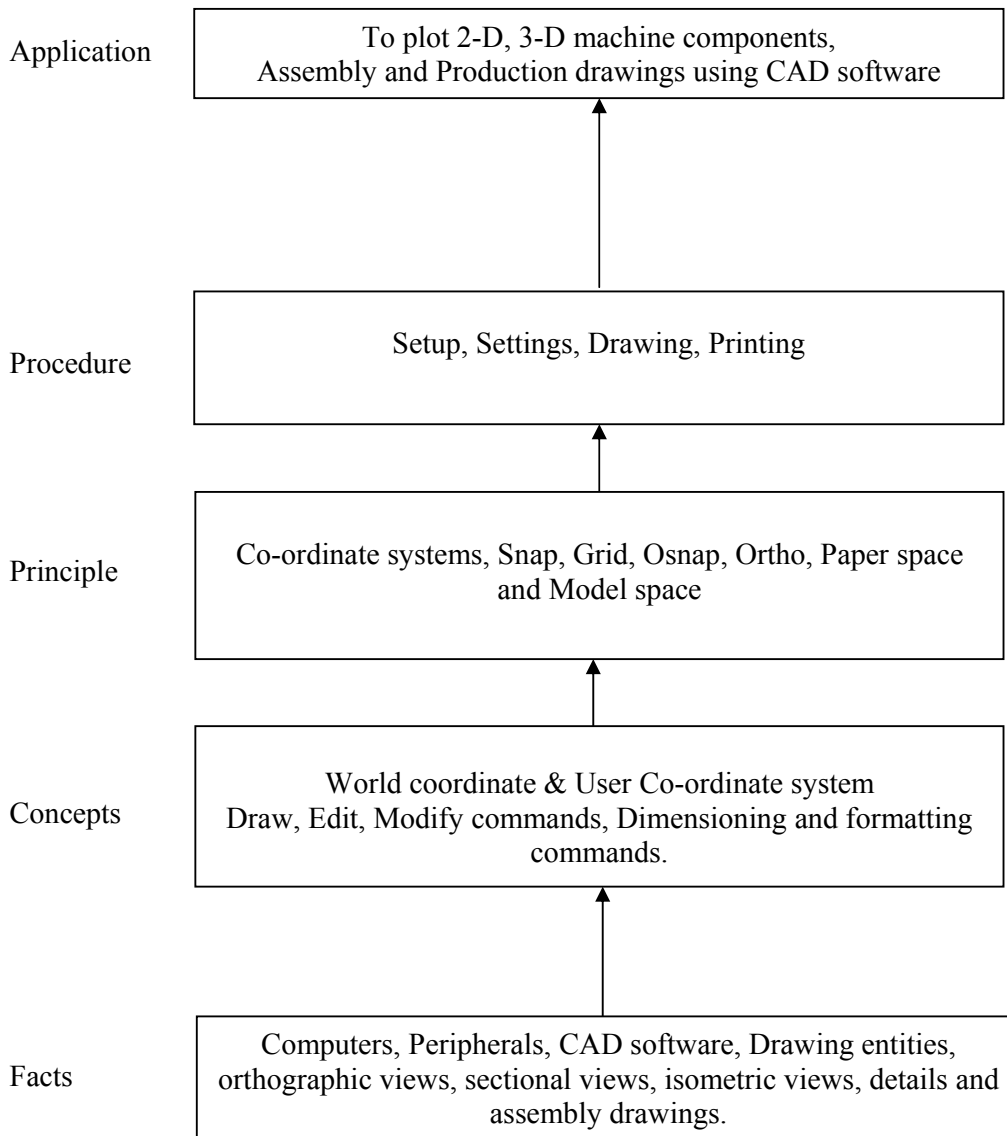 Application
To plot 2-D, 3-D machine components,
Assembly and Production drawings using CAD software
Procedure
Setup, Settings, Drawing, Printing
Principle
Co-ordinate systems, Snap, Grid, Osnap, Ortho, Paper space
and Model space
Concepts
World coordinate & User Co-ordinate system
Draw, Edit, Modify commands, Dimensioning and formatting
commands.
Facts
Computers, Peripherals, CAD software, Drawing entities,
orthographic views, sectional views, isometric views, details and
assembly drawings.